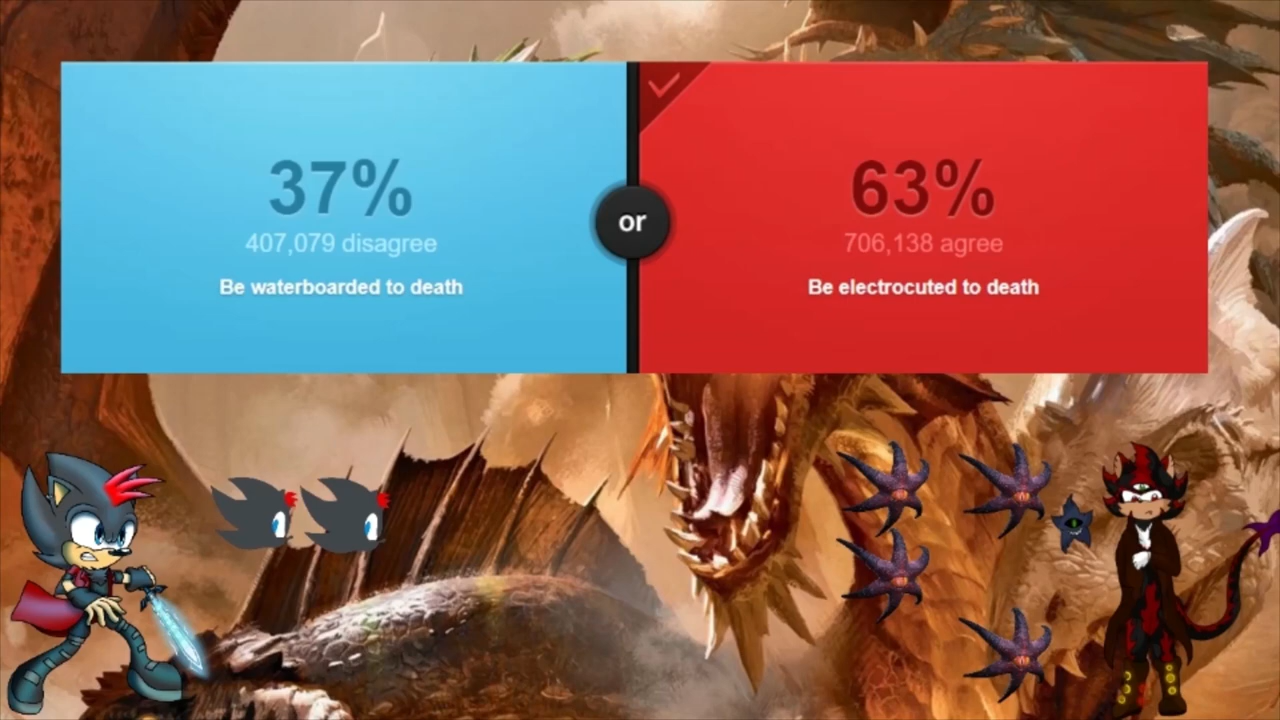 37%
407,079 disagree
Be waterboarded to death
or
63%
706,138 agree
Be electrocuted to death